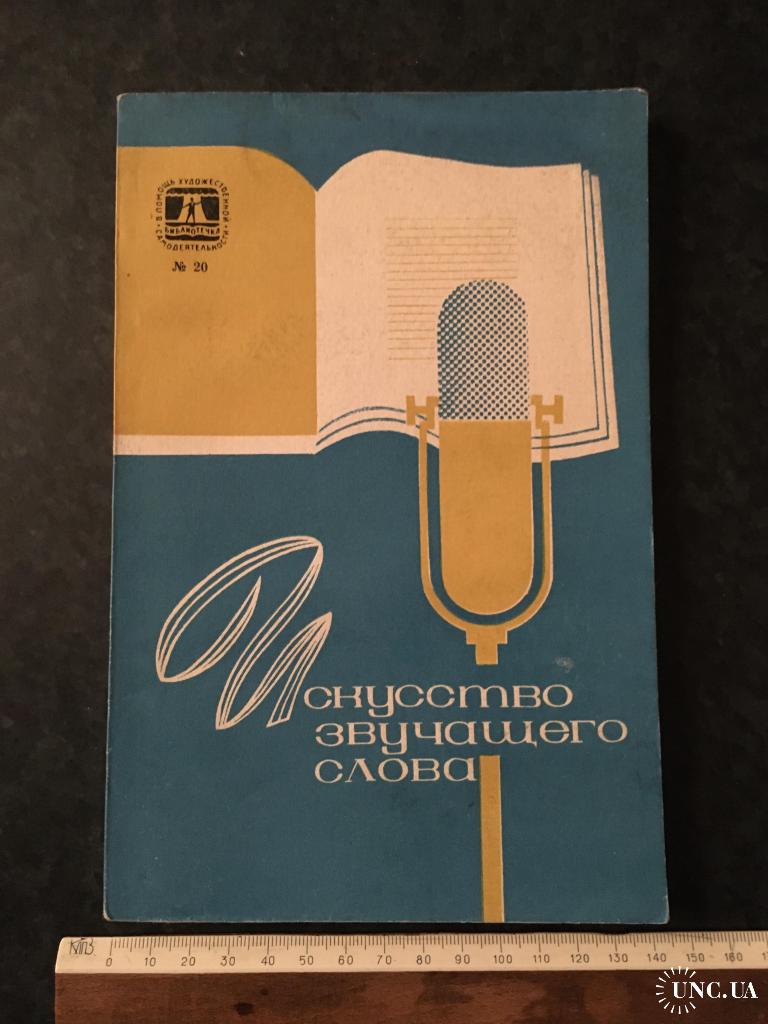 В ПОМОЩЬ ХУДОЖЕСТВЕННОЙ САМОДЕЯТЕЛЬНОСТИ
БИБЛИОТЕЧКА
№ 20
Искусство
звучащего
слова
0 10 20 30 40 50 60 70 80 90 100 110 120 130 140 150 160 170
UNC.UA